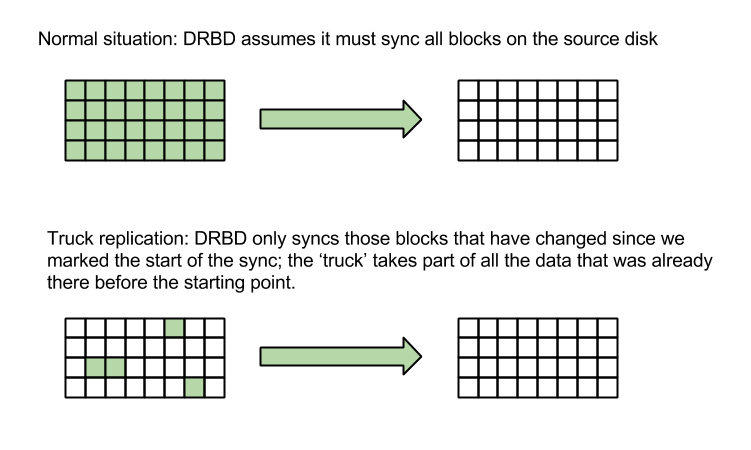 Normal situation: DRBD assumes it must sync all blocks on the source disk
Truck replication: DRBD only syncs those blocks that have changed since we
marked the start of the sync; the ‘truck’ takes part of all the data that was already
there before the starting point.